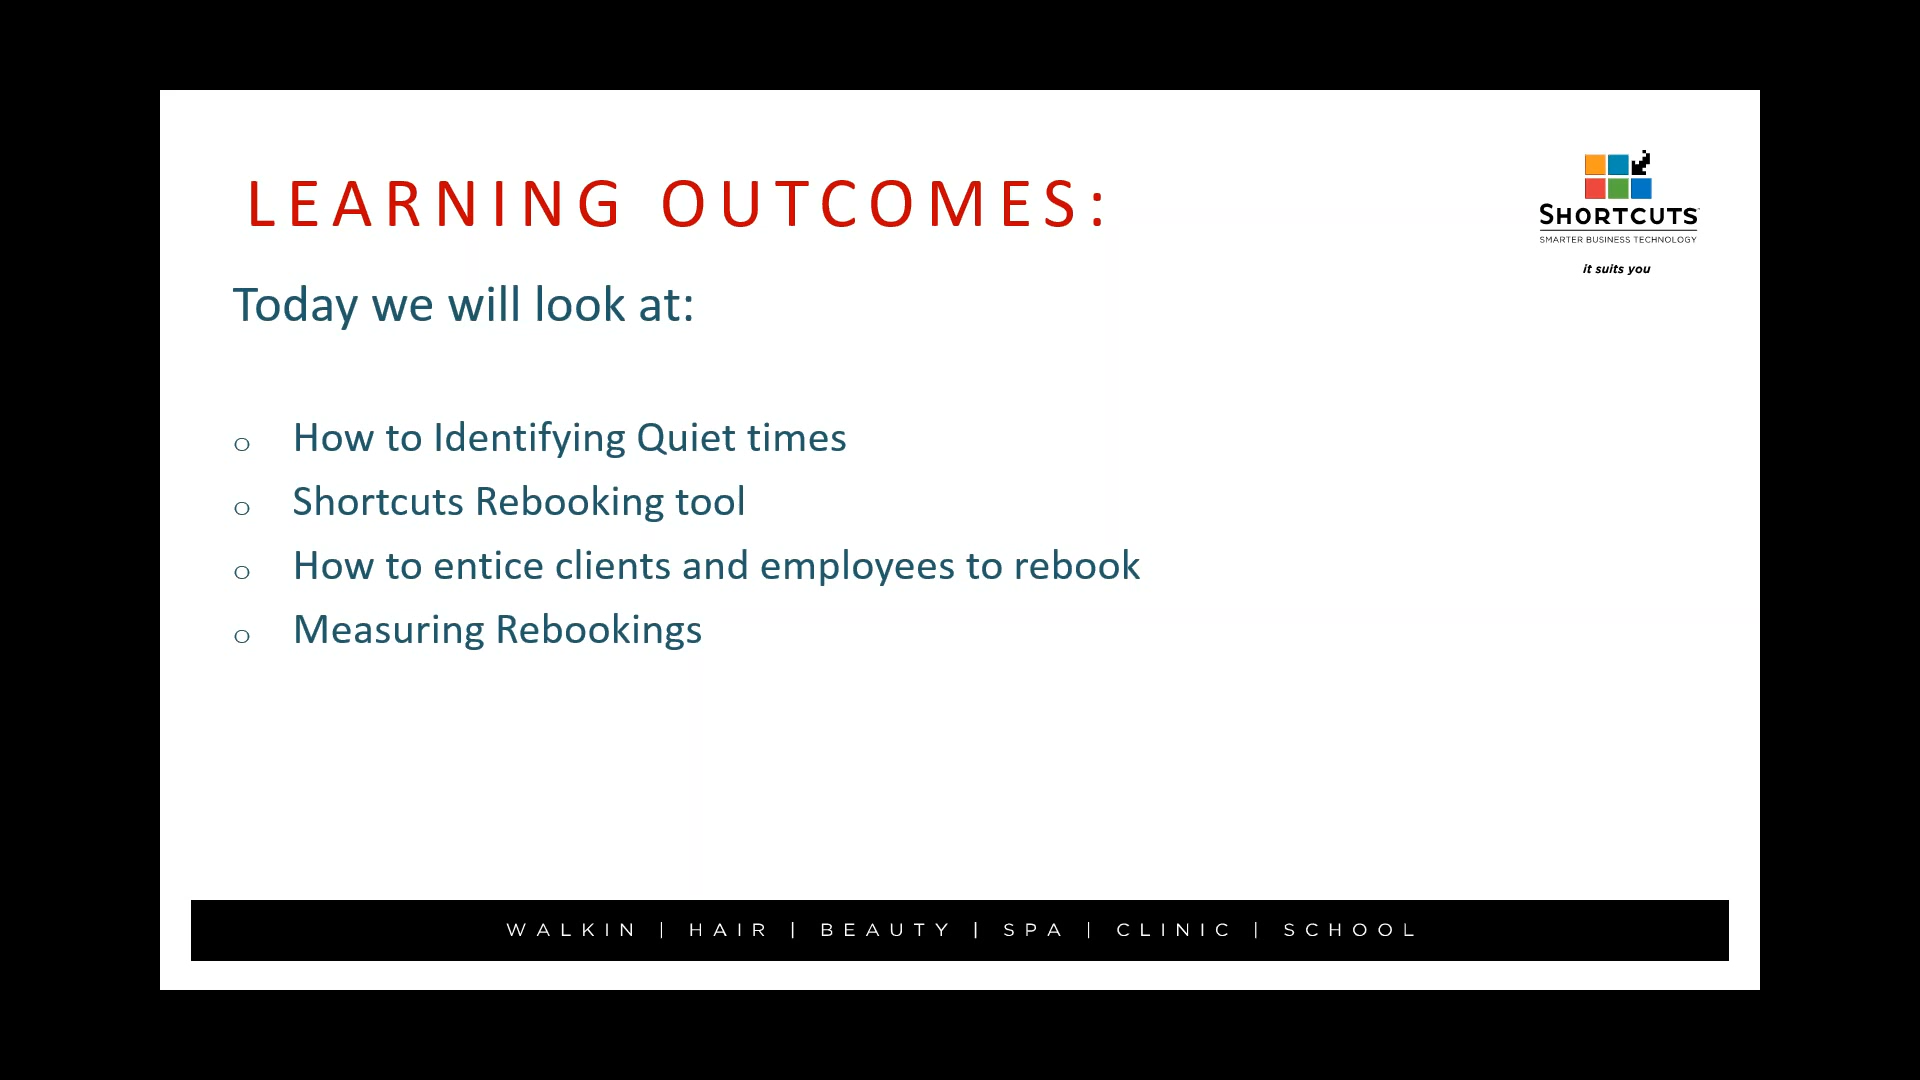 LEARNING OUTCOMES:
SHORTCUTS
SMARTER BUSINESS TECHNOLOGY
it suits you
Today we will look at:
o How to Identifying Quiet times
o Shortcuts Rebooking tool
o How to entice clients and employees to rebook
o Measuring Rebookings
WALKIN | HAIR | BEAUTY | SPA | CLINIC | SCHOOL